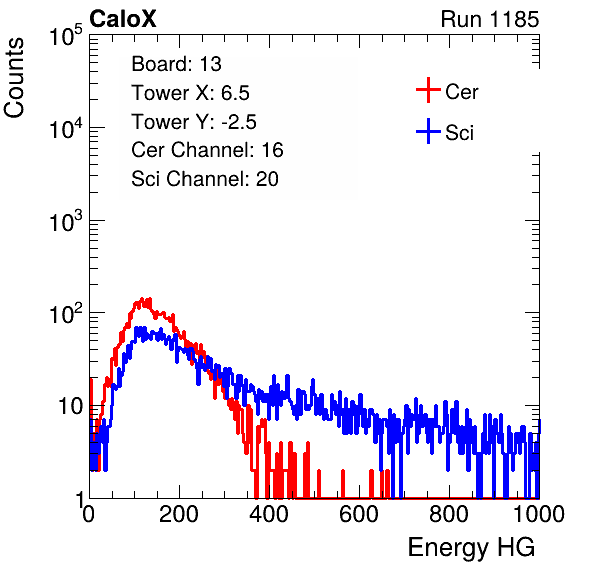 CaloX Run 1185
Counts
10^5
10^4
10^3
10^2
10
1
Board: 13
Tower X: 6.5
Tower Y: -2.5
Cer Channel: 16
Sci Channel: 20
Cer
Sci
0 200 400 600 800 1000
Energy HG